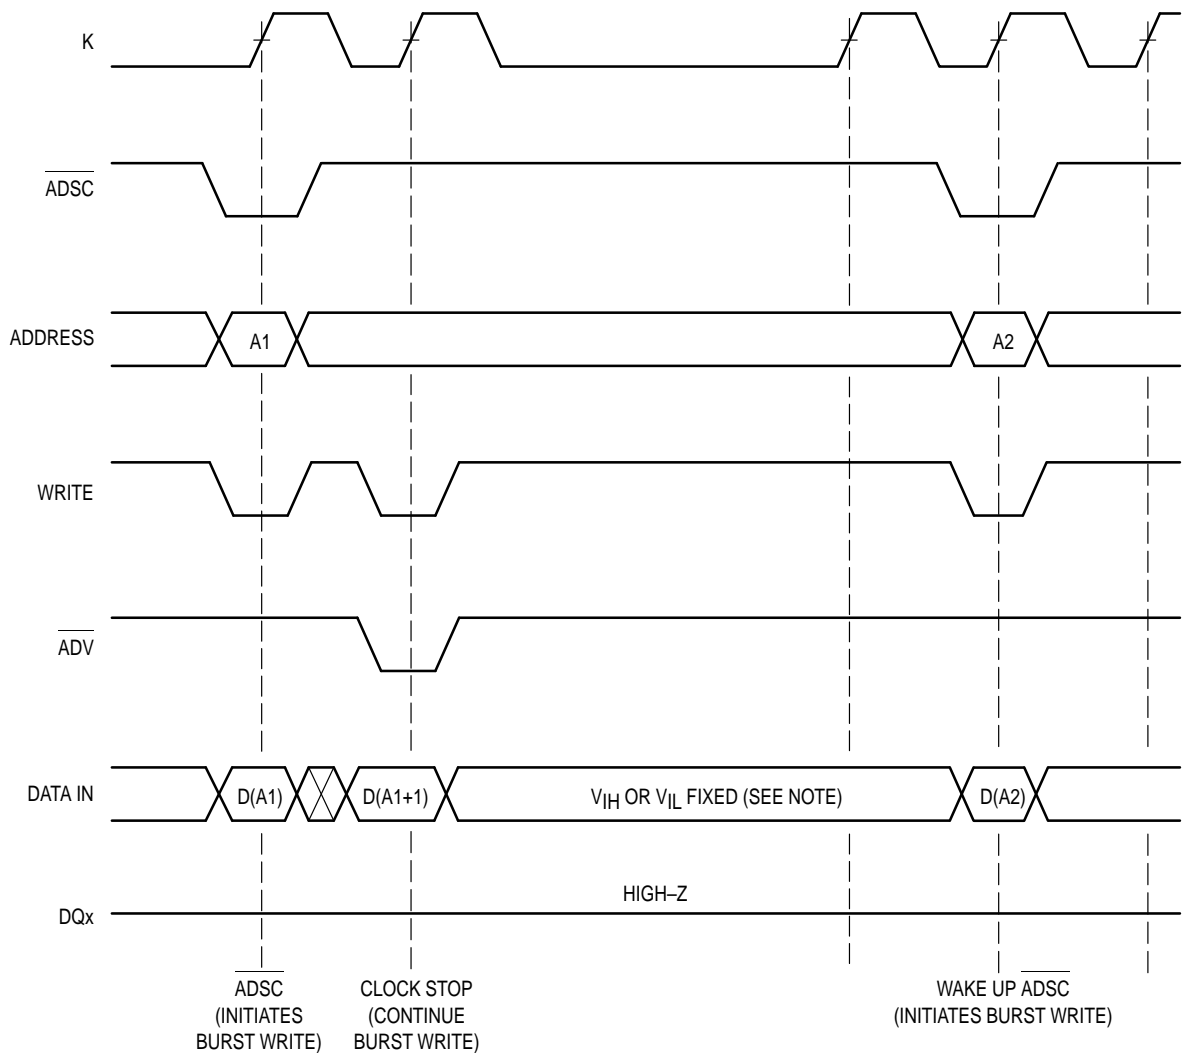 K
ADSC
ADDRESS
A1
A2
WRITE
ADV
DATA IN
D(A1)
D(A1+1)
VIH OR VIL FIXED (SEE NOTE)
D(A2)
HIGH–Z
DQx
ADSC
(INITIATES
BURST WRITE)
CLOCK STOP
(CONTINUE
BURST WRITE)
WAKE UP ADSC
(INITIATES BURST WRITE)